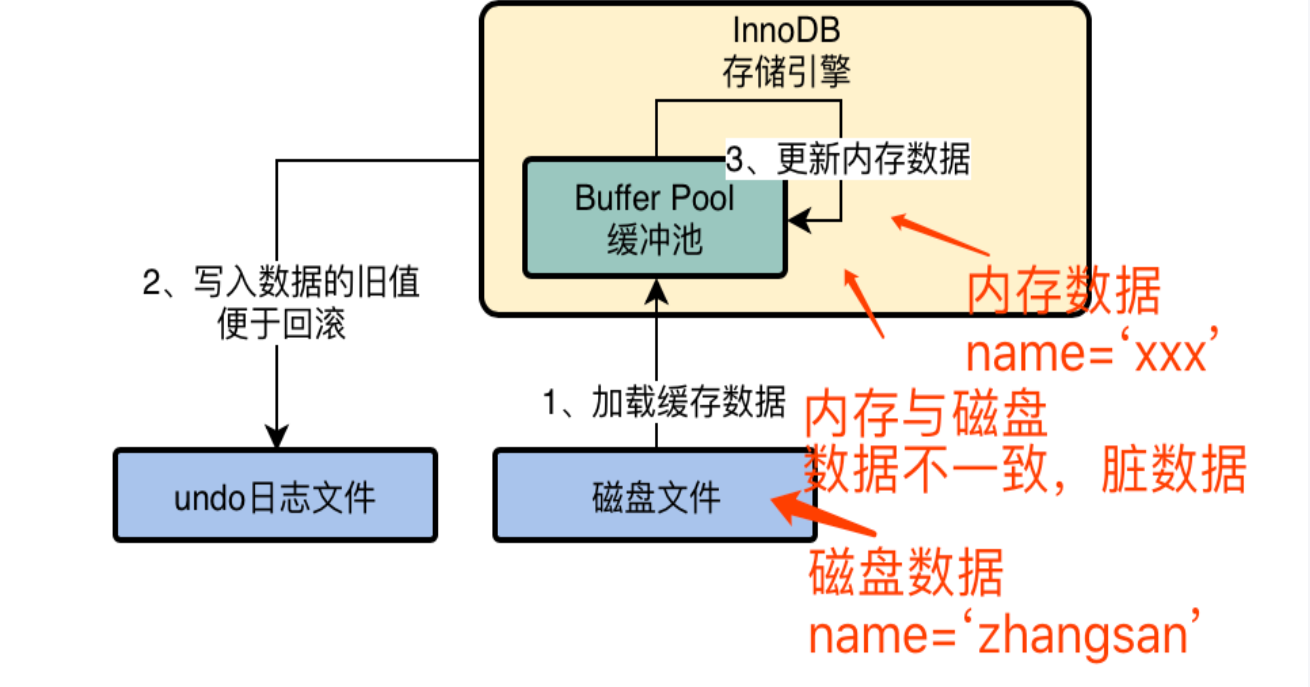 InnoDB
存储引擎
3、更新内存数据
Buffer Pool
缓冲池
2、写入数据的旧值
便于回滚
内存数据
name=‘xxx’
1、加载缓存数据
内存与磁盘
数据不一致，脏数据
undo日志文件
磁盘文件
磁盘数据
name=‘zhangsan’